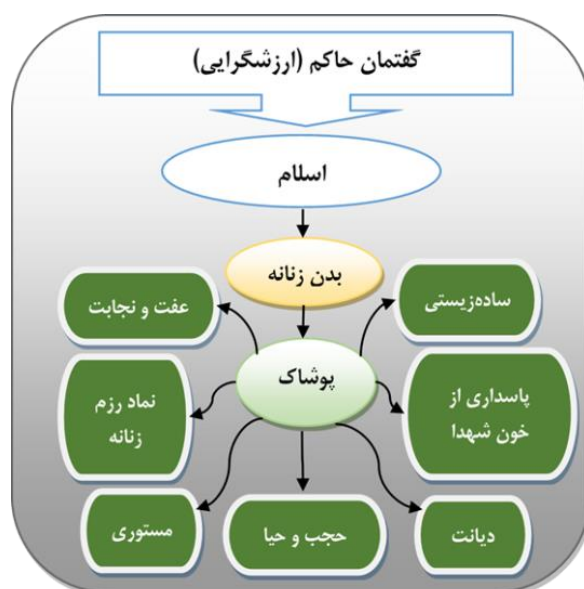 گفتمان حاکم (ارزشگرایی)
اسلام
بدن زنانه
ساده‌زیستی
عفت و نجابت
پوشاک
پاسداری از
خون شهدا
نماد رزم
زنانه
دیانت
حجب و حیا
مستوری